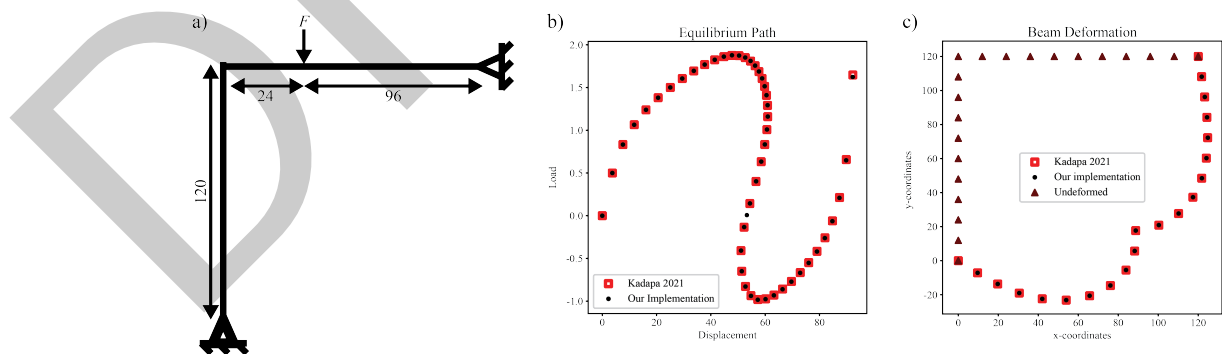 a)
F
24
96
120
b)
Equilibrium Path
Load
2.0
1.5
1.0
0.5
0.0
-0.5
-1.0
Kadapa 2021
Our Implementation
0
20
40
60
80
Displacement
c)
Beam Deformation
y-coordinates
120
100
80
60
40
20
0
-20
Kadapa 2021
Our implementation
Undeformed
0
20
40
60
80
100
120
x-coordinates